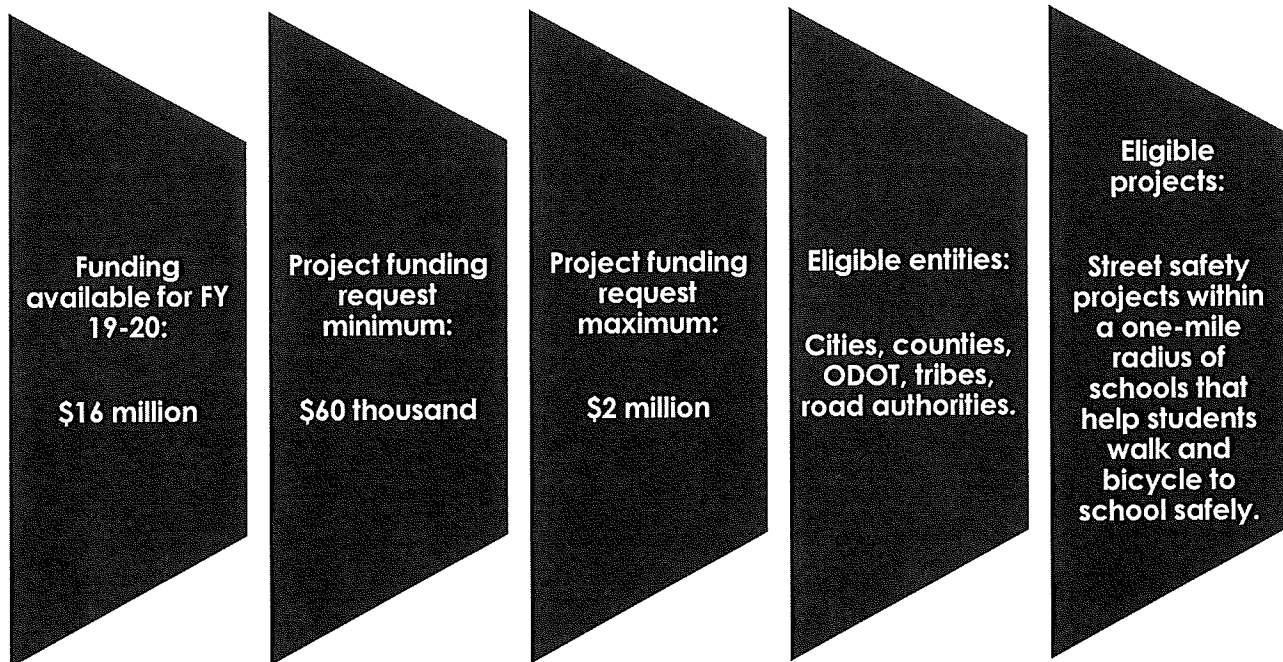 Funding
available for FY
19-20:
$16 million
Project funding
request
minimum:
$60 thousand
Project funding
request
maximum:
$2 million
Eligible entities:
Cities, counties,
ODOT, tribes,
road authorities.
Eligible
projects:
Street safety
projects within
a one-mile
radius of
schools that
help students
walk and
bicycle to
school safely.